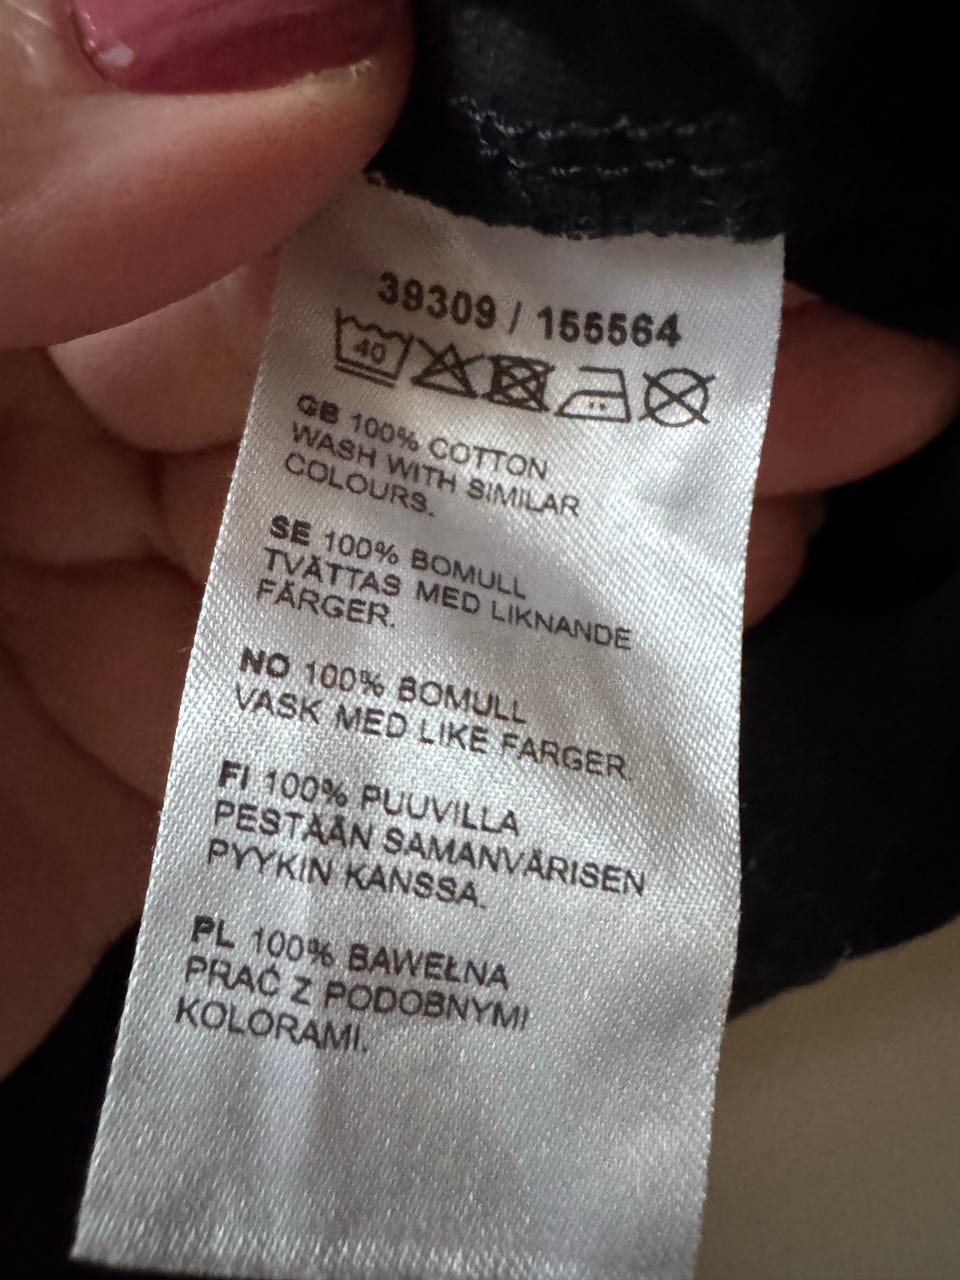 39309 / 155564
40
GB 100% COTTON
WASH WITH SIMILAR
COLOURS.
SE 100% BOMULL
TVÄTTAS MED LIKNANDE
FÄRGER.
NO 100% BOMULL
VASK MED LIKE FARGER.
FI 100% PUUVILLA
PESTÄÄN SAMANVÄRISEN
PYYKIN KANSSA.
PL 100% BAWEŁNA
PRAĆ Z PODOBNYMI
KOLORAMI.